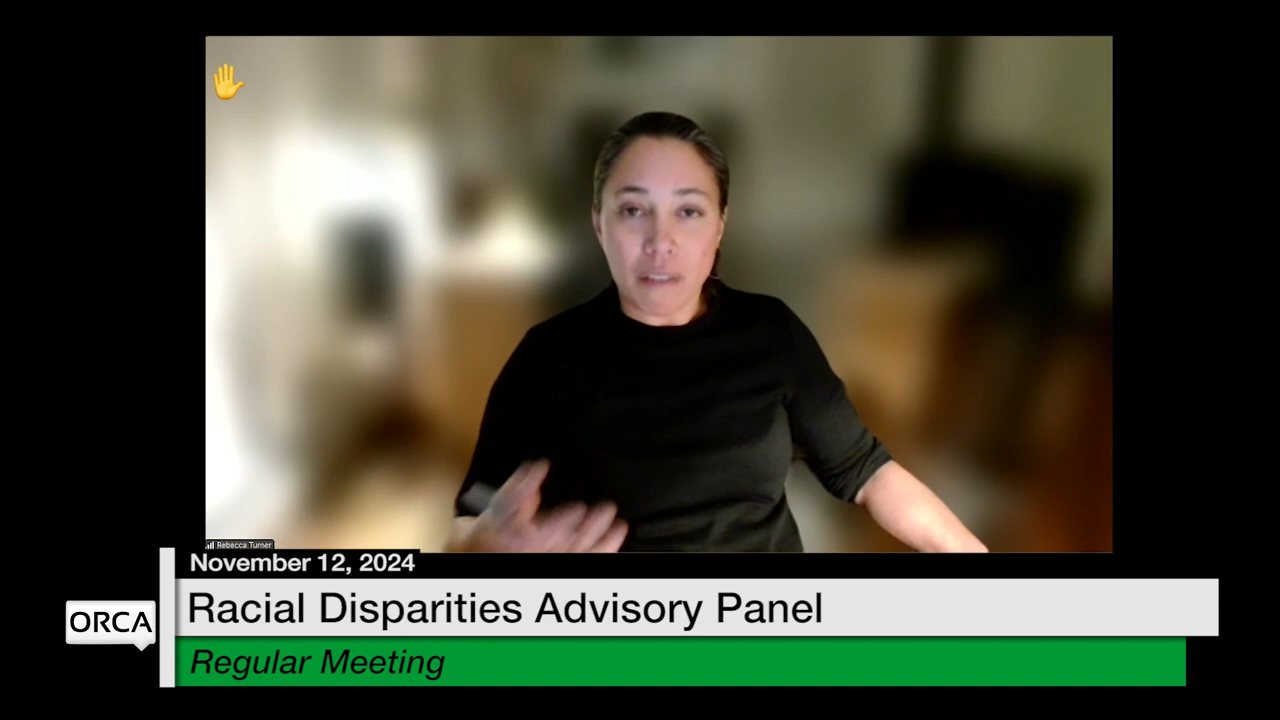 Rebecca Turner
November 12, 2024
Racial Disparities Advisory Panel
ORCA
Regular Meeting